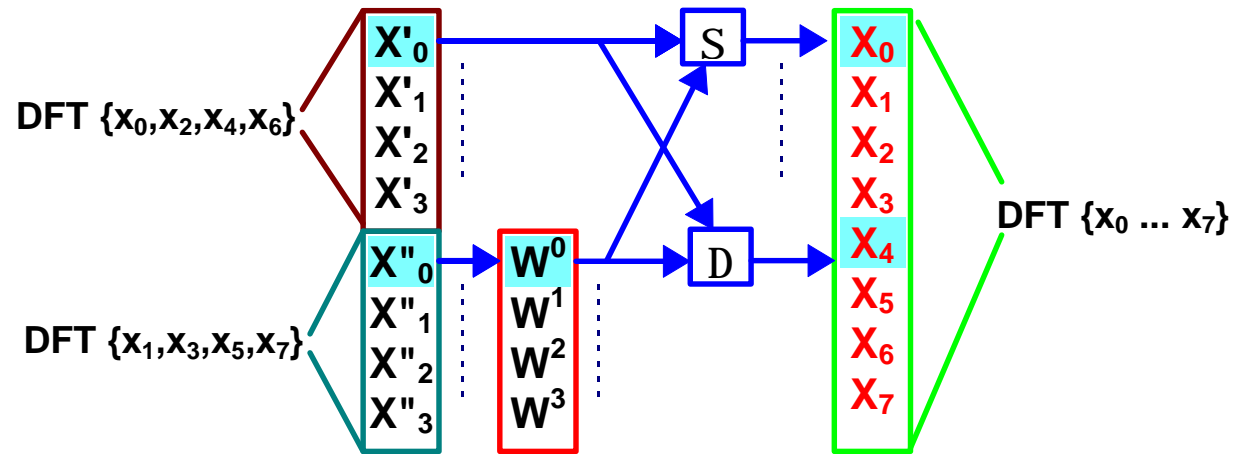 DFT {x₀,x₂,x₄,x₆}
X'₀
X'₁
X'₂
X'₃
DFT {x₁,x₃,x₅,x₇}
X"₀
X"₁
X"₂
X"₃
W⁰
W¹
W²
W³
S
D
X₀
X₁
X₂
X₃
X₄
X₅
X₆
X₇
DFT {x₀ ... x₇}